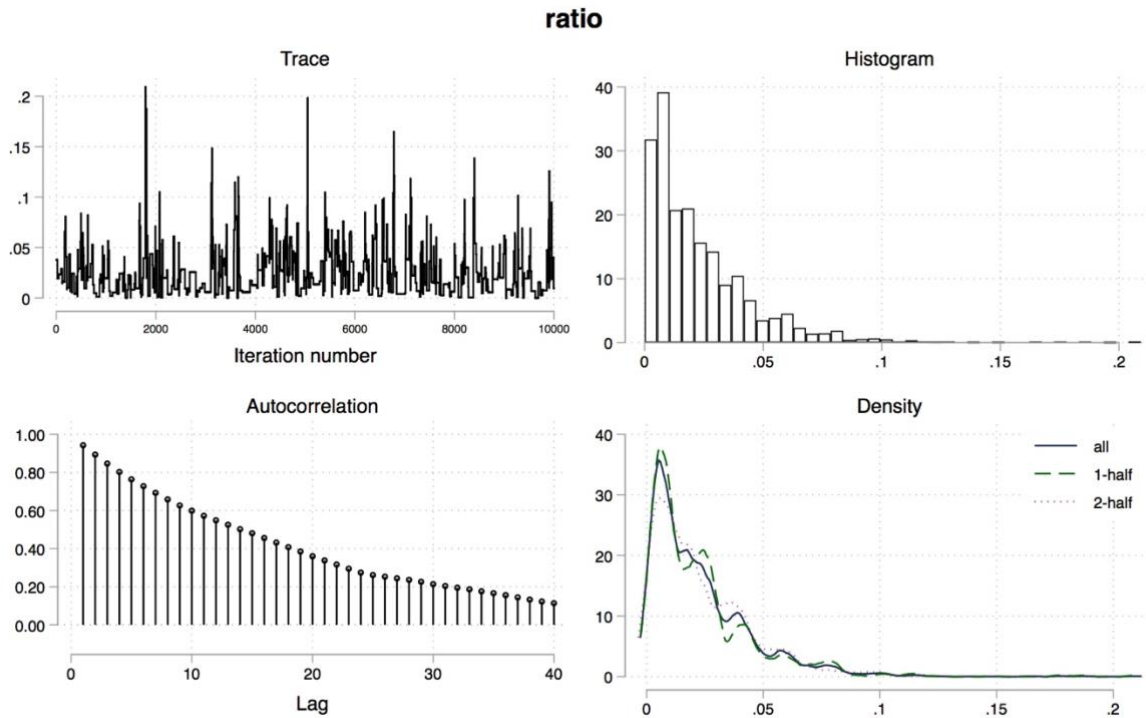 ratio
Trace
.2
.15
.1
.05
0
0 2000 4000 6000 8000 10000
Iteration number
Histogram
40
30
20
10
0
0 .05 .1 .15 .2
Autocorrelation
1.00
0.80
0.60
0.40
0.20
0.00
0 10 20 30 40
Lag
Density
40
30
20
10
0
0 .05 .1 .15 .2
all
1-half
2-half